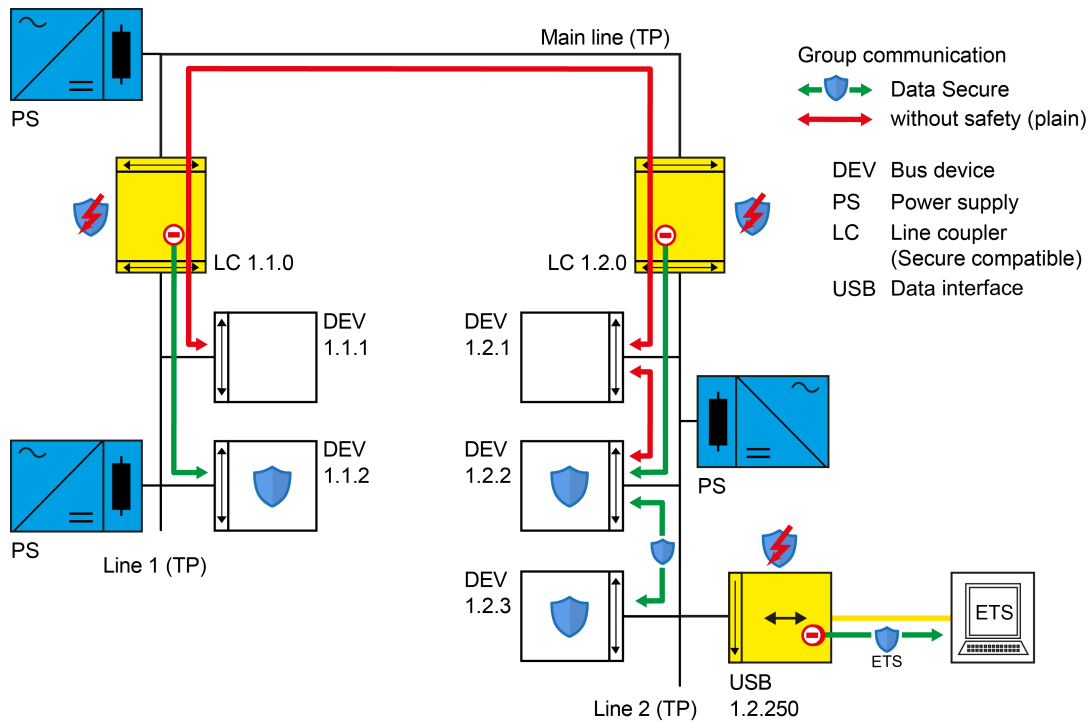 Main line (TP)
PS
Group communication
Data Secure
without safety (plain)
DEV Bus device
PS Power supply
LC Line coupler
(Secure compatible)
USB Data interface
LC 1.1.0
LC 1.2.0
DEV
1.1.1
DEV
1.2.1
DEV
1.1.2
DEV
1.2.2
PS
PS
Line 1 (TP)
DEV
1.2.3
ETS
ETS
USB
1.2.250
Line 2 (TP)